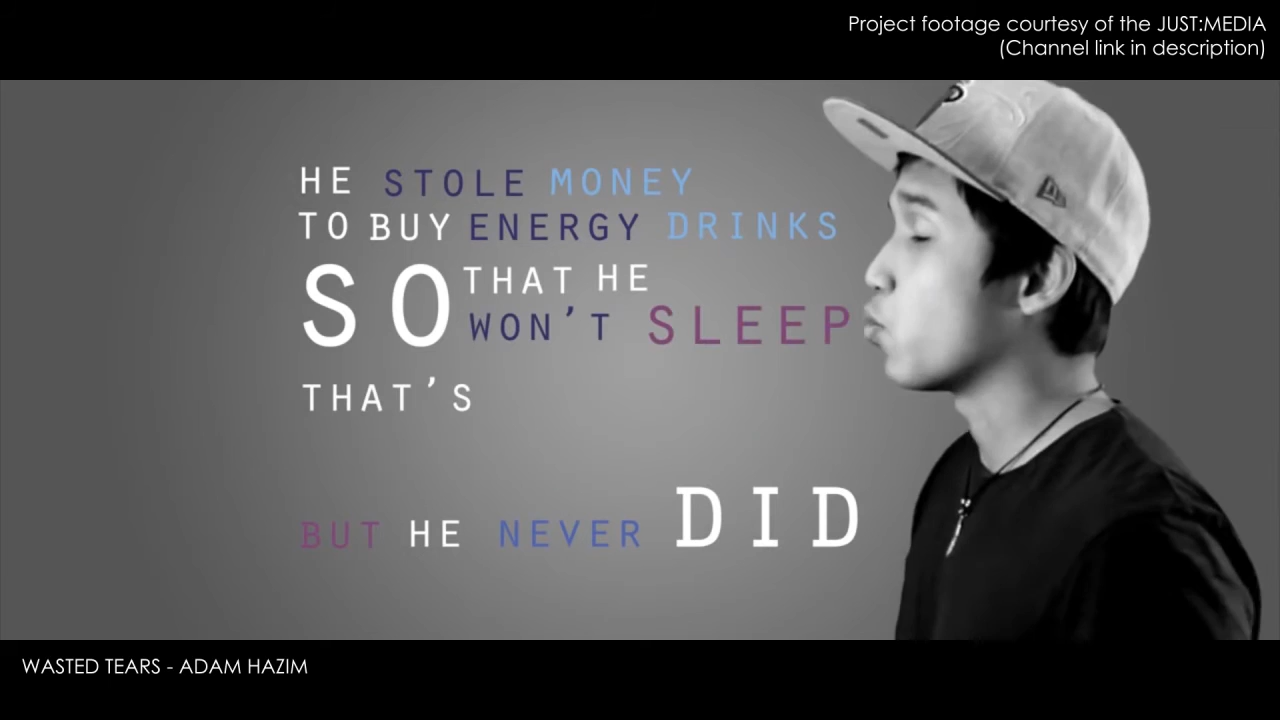 Project footage courtesy of the JUST:MEDIA
(Channel link in description)
HE STOLE MONEY
TO BUY ENERGY DRINKS
SO THAT HE
WON'T SLEEP
THAT'S
BUT HE NEVER DID
WASTED TEARS - ADAM HAZIM